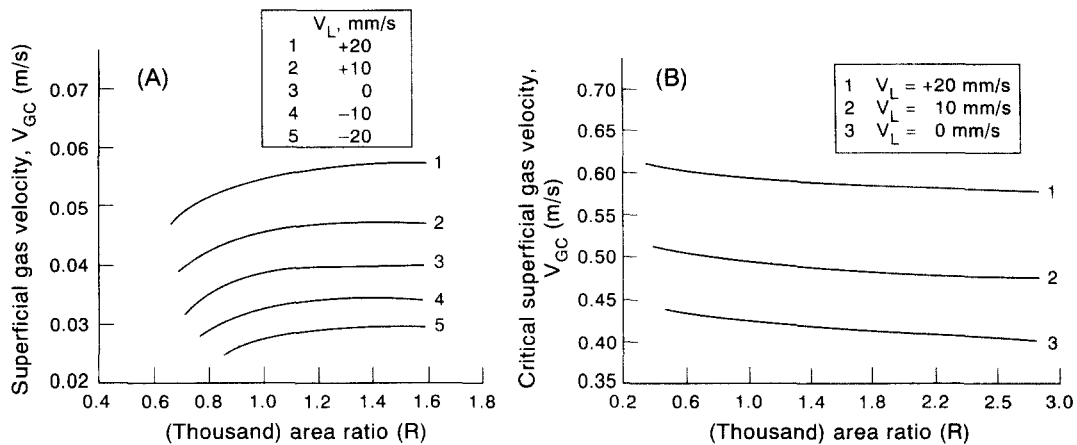 (A)
V_L, mm/s
1 +20
2 +10
3 0
4 −10
5 −20
Superficial gas velocity, V_GC (m/s)
0.07
0.06
0.05
0.04
0.03
0.02
1
2
3
4
5
0.4 0.6 0.8 1.0 1.2 1.4 1.6 1.8
(Thousand) area ratio (R)
(B)
1 V_L = +20 mm/s
2 V_L = 10 mm/s
3 V_L = 0 mm/s
Critical superficial gas velocity,
V_GC (m/s)
0.70
0.65
0.60
0.55
0.50
0.45
0.40
0.35
1
2
3
0.2 0.6 1.0 1.4 1.8 2.2 2.6 3.0
(Thousand) area ratio (R)